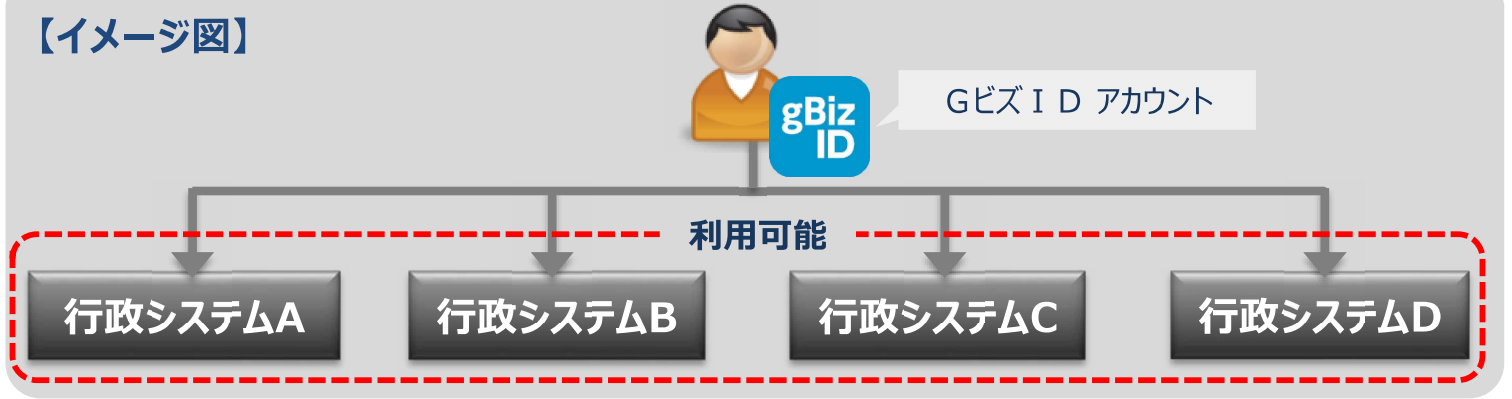 【イメージ図】
gBiz
ID
GビズＩＤ アカウント
利用可能
行政システムA
行政システムB
行政システムC
行政システムD